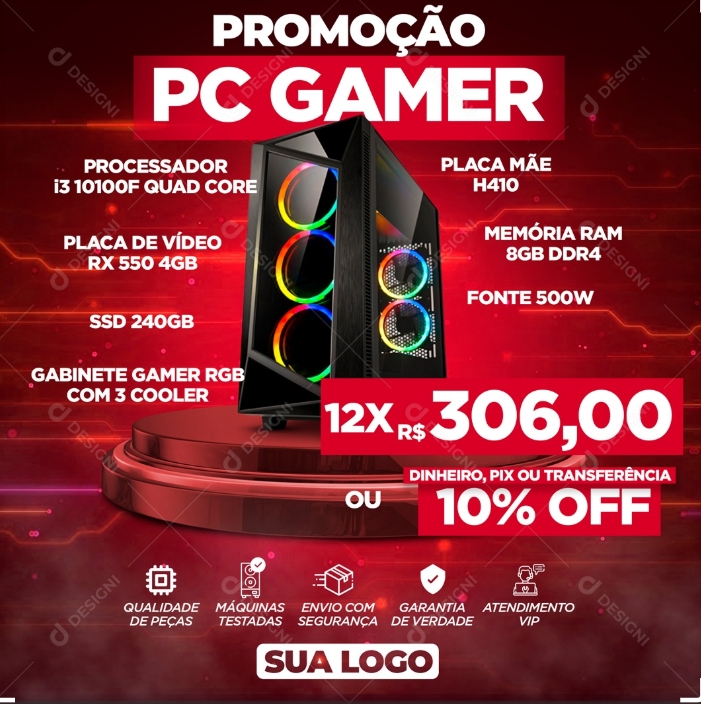 PROMOÇÃO
PC GAMER
PROCESSADOR
i3 10100F QUAD CORE
PLACA DE VÍDEO
RX 550 4GB
SSD 240GB
GABINETE GAMER RGB
COM 3 COOLER
PLACA MÃE
H410
MEMÓRIA RAM
8GB DDR4
FONTE 500W
12X R$ 306,00
OU
DINHEIRO, PIX OU TRANSFERÊNCIA
10% OFF
QUALIDADE
DE PEÇAS
MÁQUINAS
TESTADAS
ENVIO COM
SEGURANÇA
GARANTIA
DE VERDADE
ATENDIMENTO
VIP
SUA LOGO
DESIGNI